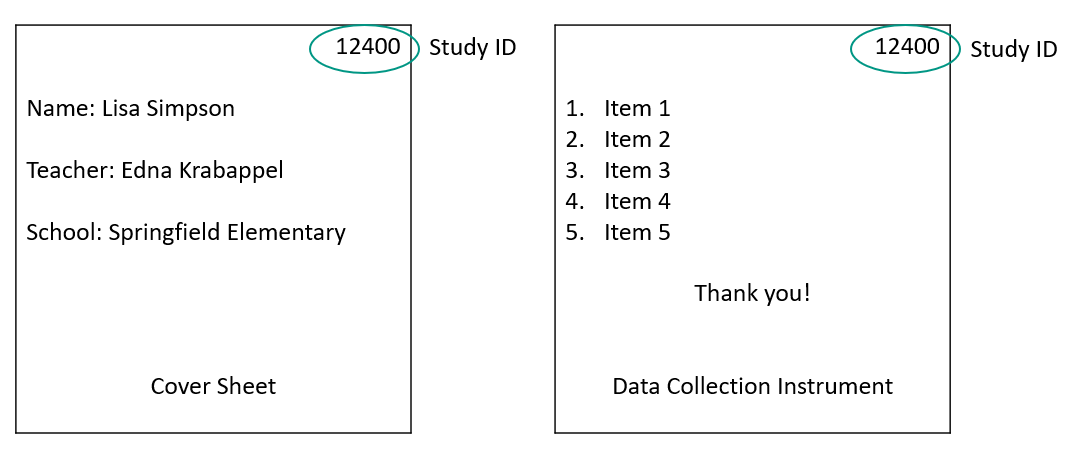 12400 Study ID
Name: Lisa Simpson
Teacher: Edna Krabappel
School: Springfield Elementary
Cover Sheet
12400 Study ID
1. Item 1
2. Item 2
3. Item 3
4. Item 4
5. Item 5
Thank you!
Data Collection Instrument